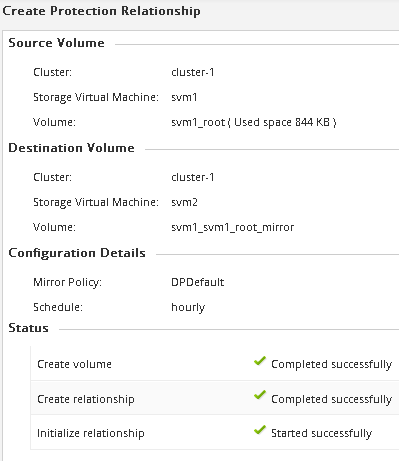 Create Protection Relationship
Source Volume
Cluster: cluster-1
Storage Virtual Machine: svm1
Volume: svm1_root ( Used space 844 KB )
Destination Volume
Cluster: cluster-1
Storage Virtual Machine: svm2
Volume: svm1_svm1_root_mirror
Configuration Details
Mirror Policy: DPDefault
Schedule: hourly
Status
Create volume Completed successfully
Create relationship Completed successfully
Initialize relationship Started successfully